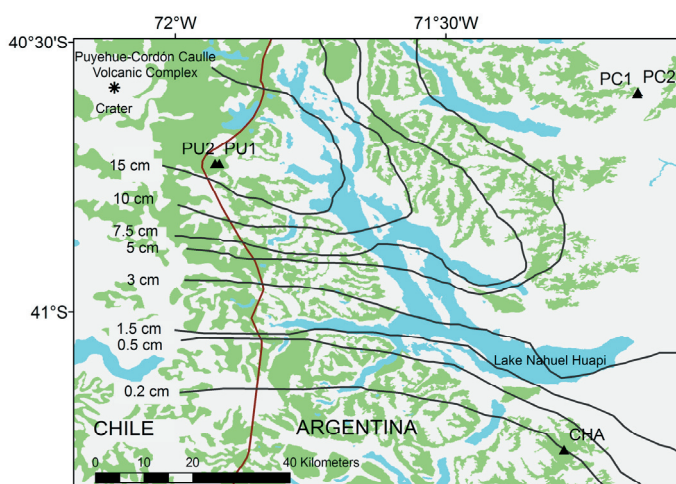 72°W
71°30'W
40°30'S
Puyehue-Cordón Caulle
Volcanic Complex
PC1 PC2
Crater
PU2 PU1
15 cm
10 cm
7.5 cm
5 cm
3 cm
41°S
1.5 cm
0.5 cm
Lake Nahuel Huapi
0.2 cm
CHILE
ARGENTINA
CHA
0 10 20 40 Kilometers